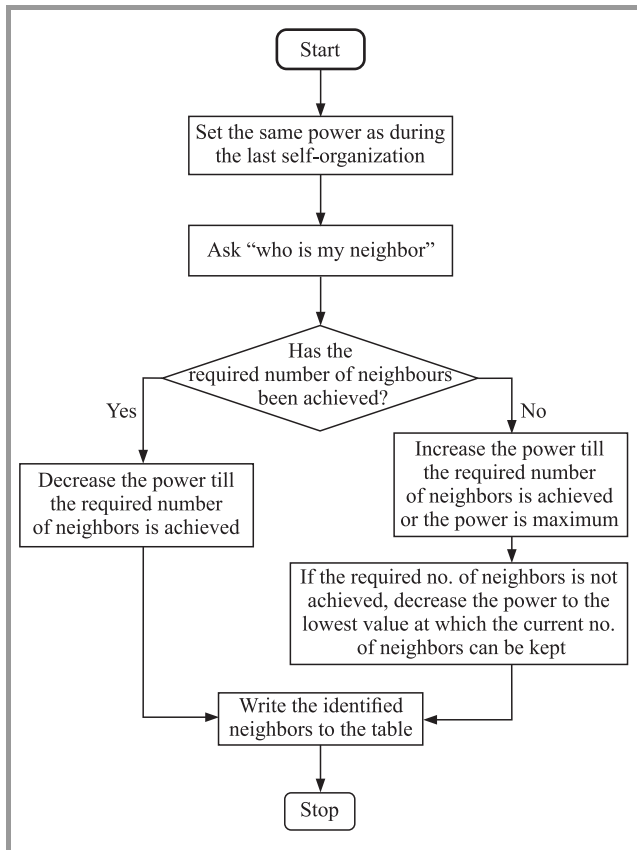 Start
Set the same power as during
the last self-organization
Ask “who is my neighbor”
Has the
required number of neighbours
been achieved?
Yes
No
Decrease the power till
the required number
of neighbors is achieved
Increase the power till
the required number
of neighbors is achieved
or the power is maximum
If the required no. of neighbors is not
achieved, decrease the power to the
lowest value at which the current no.
of neighbors can be kept
Write the identified
neighbors to the table
Stop